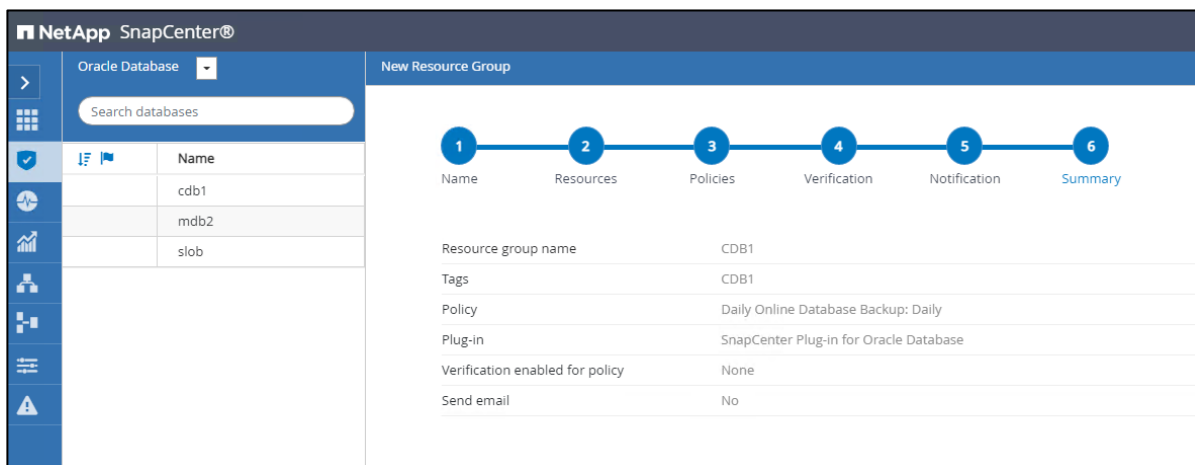 NetApp SnapCenter®
Oracle Database
New Resource Group
Search databases
Name
cdb1
mdb2
slob
1 2 3 4 5 6
Name Resources Policies Verification Notification Summary
Resource group name CDB1
Tags CDB1
Policy Daily Online Database Backup: Daily
Plug-in SnapCenter Plug-in for Oracle Database
Verification enabled for policy None
Send email No